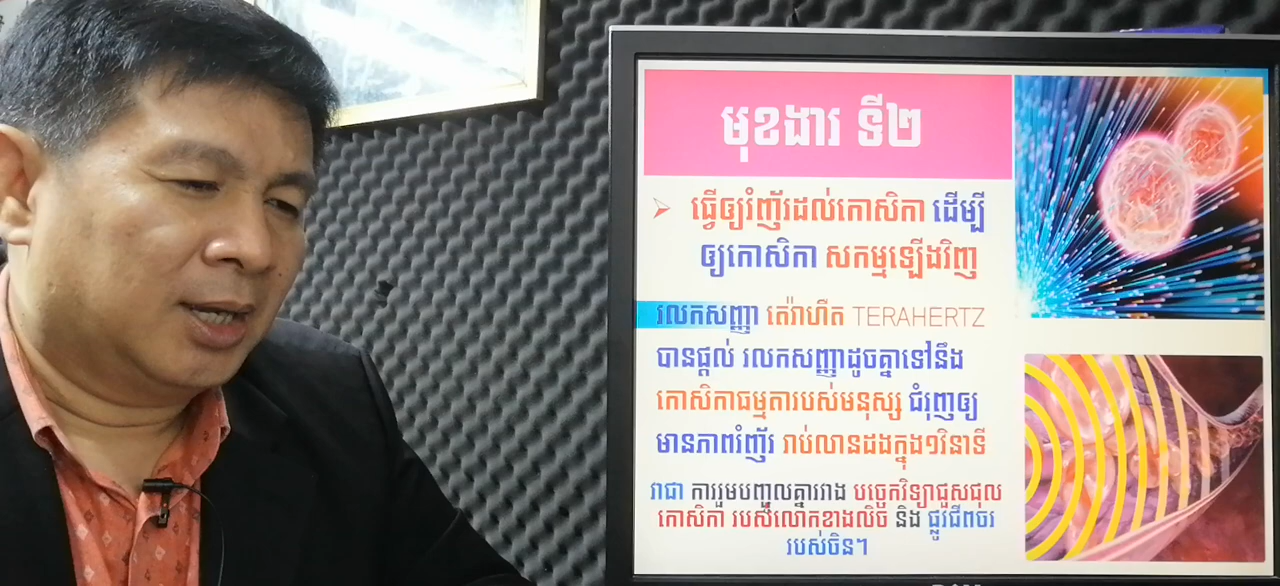 មុខងារ ទី២
ធ្វើឲ្យរំញ័រដល់កោសិកា ដើម្បី
ឲ្យកោសិកា សកម្មឡើងវិញ
រលកសញ្ញា តេរ៉ាហឺត TERAHERTZ
បានផ្តល់ រលកសញ្ញាដូចគ្នាទៅនឹង
កោសិកាធម្មតារបស់មនុស្ស ជំរុញឲ្យ
មានភាពរំញ័រ រាប់លានដងក្នុង១វិនាទី
វាជា ការរួមបញ្ចូលគ្នារវាង បច្ចេកវិទ្យាជួសជុល
កោសិកា របស់លោកខាងលិច និង ផ្លូវជីពចរ
របស់ចិន។